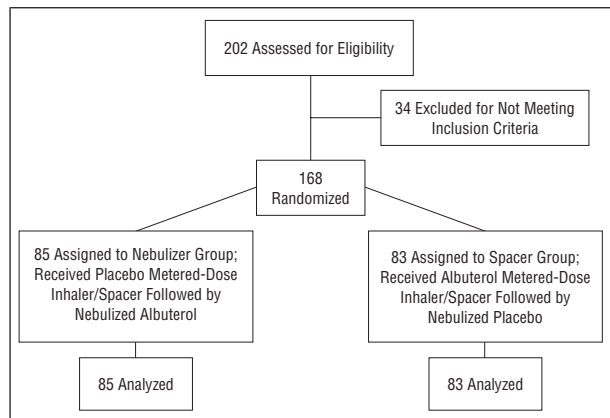 202 Assessed for Eligibility
34 Excluded for Not Meeting
Inclusion Criteria
168
Randomized
85 Assigned to Nebulizer Group;
Received Placebo Metered-Dose
Inhaler/Spacer Followed by
Nebulized Albuterol
83 Assigned to Spacer Group;
Received Albuterol Metered-Dose
Inhaler/Spacer Followed by
Nebulized Placebo
85 Analyzed
83 Analyzed